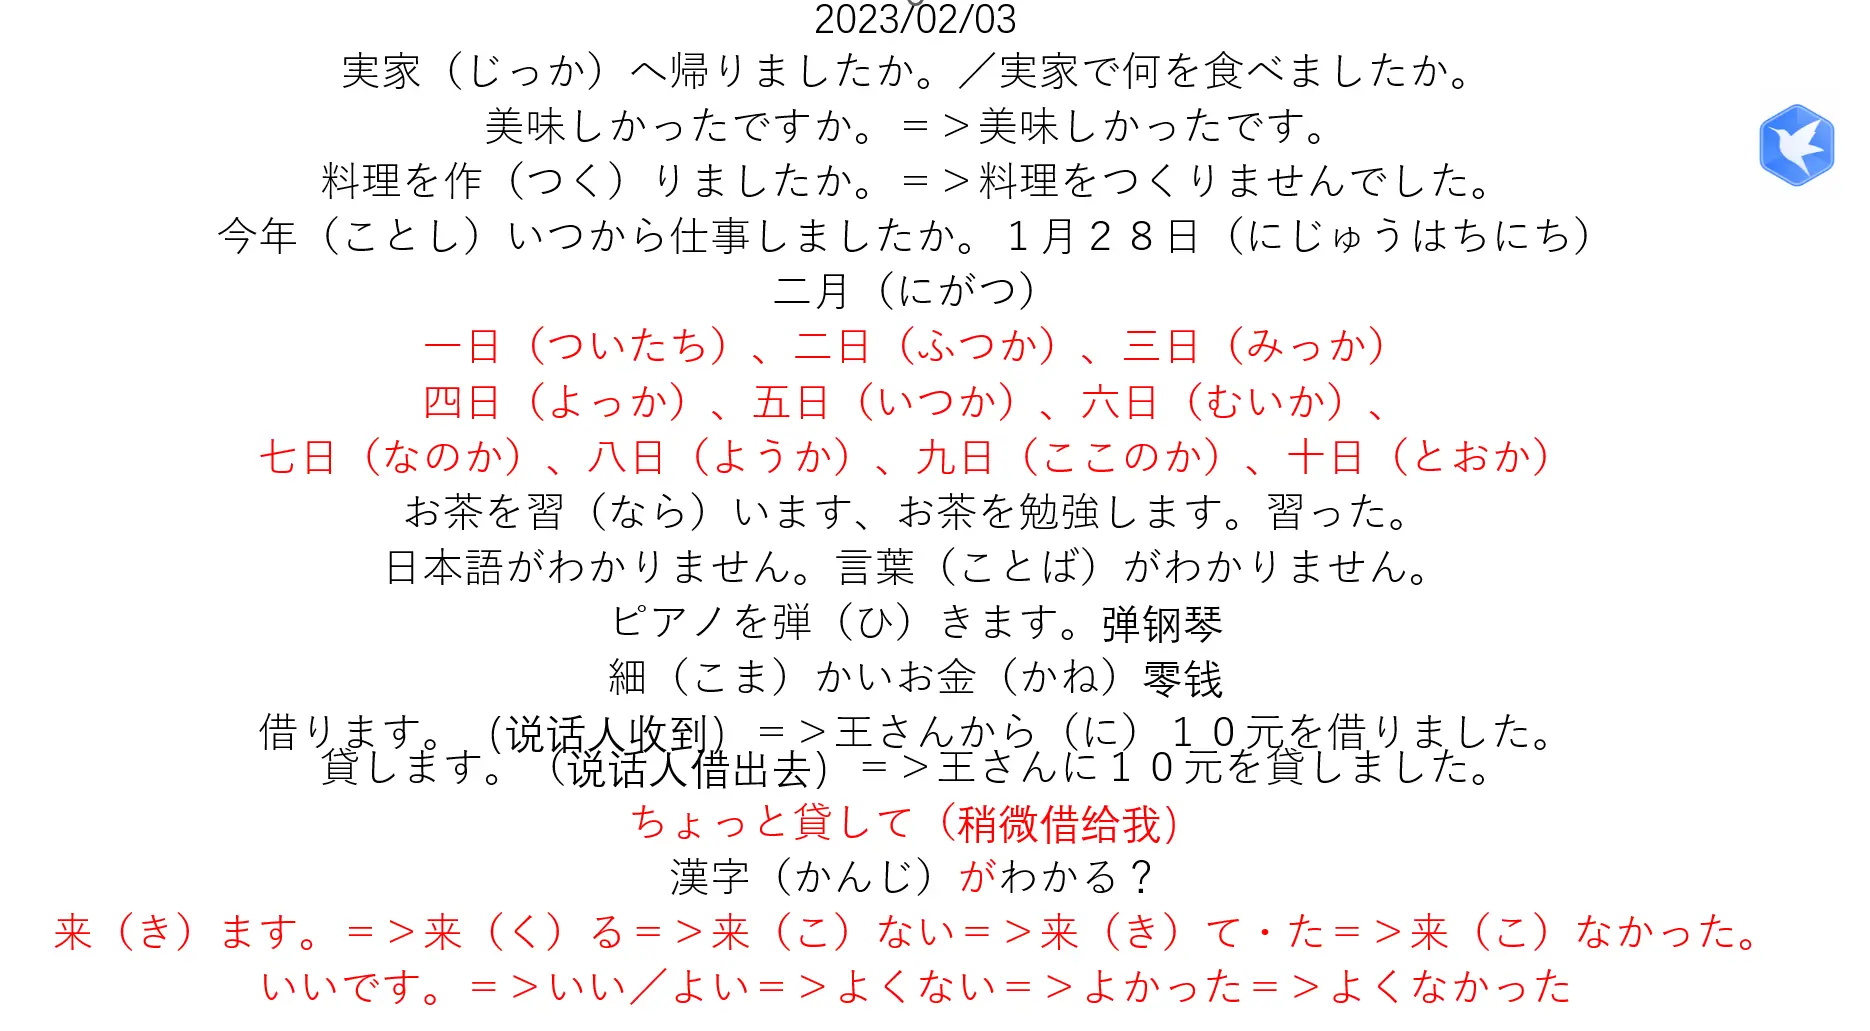 2023/02/03
実家（じっか）へ帰りましたか。／実家で何を食べましたか。
美味しかったですか。＝＞美味しかったです。
料理を作（つく）りましたか。＝＞料理をつくりませんでした。
今年（ことし）いつから仕事しましたか。１月２８日（にじゅうはちにち）
二月（にがつ）
一日（ついたち）、二日（ふつか）、三日（みっか）
四日（よっか）、五日（いつか）、六日（むいか）、
七日（なのか）、八日（ようか）、九日（ここのか）、十日（とおか）
お茶を習（なら）います、お茶を勉強します。習った。
日本語がわかりません。言葉（ことば）がわかりません。
ピアノを弾（ひ）きます。弹钢琴
細（こま）かいお金（かね）零钱
借ります。（说话人收到）＝＞王さんから（に）１０元を借りました。
貸します。（说话人借出去）＝＞王さんに１０元を貸しました。
ちょっと貸して（稍微借给我）
漢字（かんじ）がわかる？
来（き）ます。＝＞来（く）る＝＞来（こ）ない＝＞来（き）て・た＝＞来（こ）なかった。
いいです。＝＞いい／よい＝＞よくない＝＞よかった＝＞よくなかった